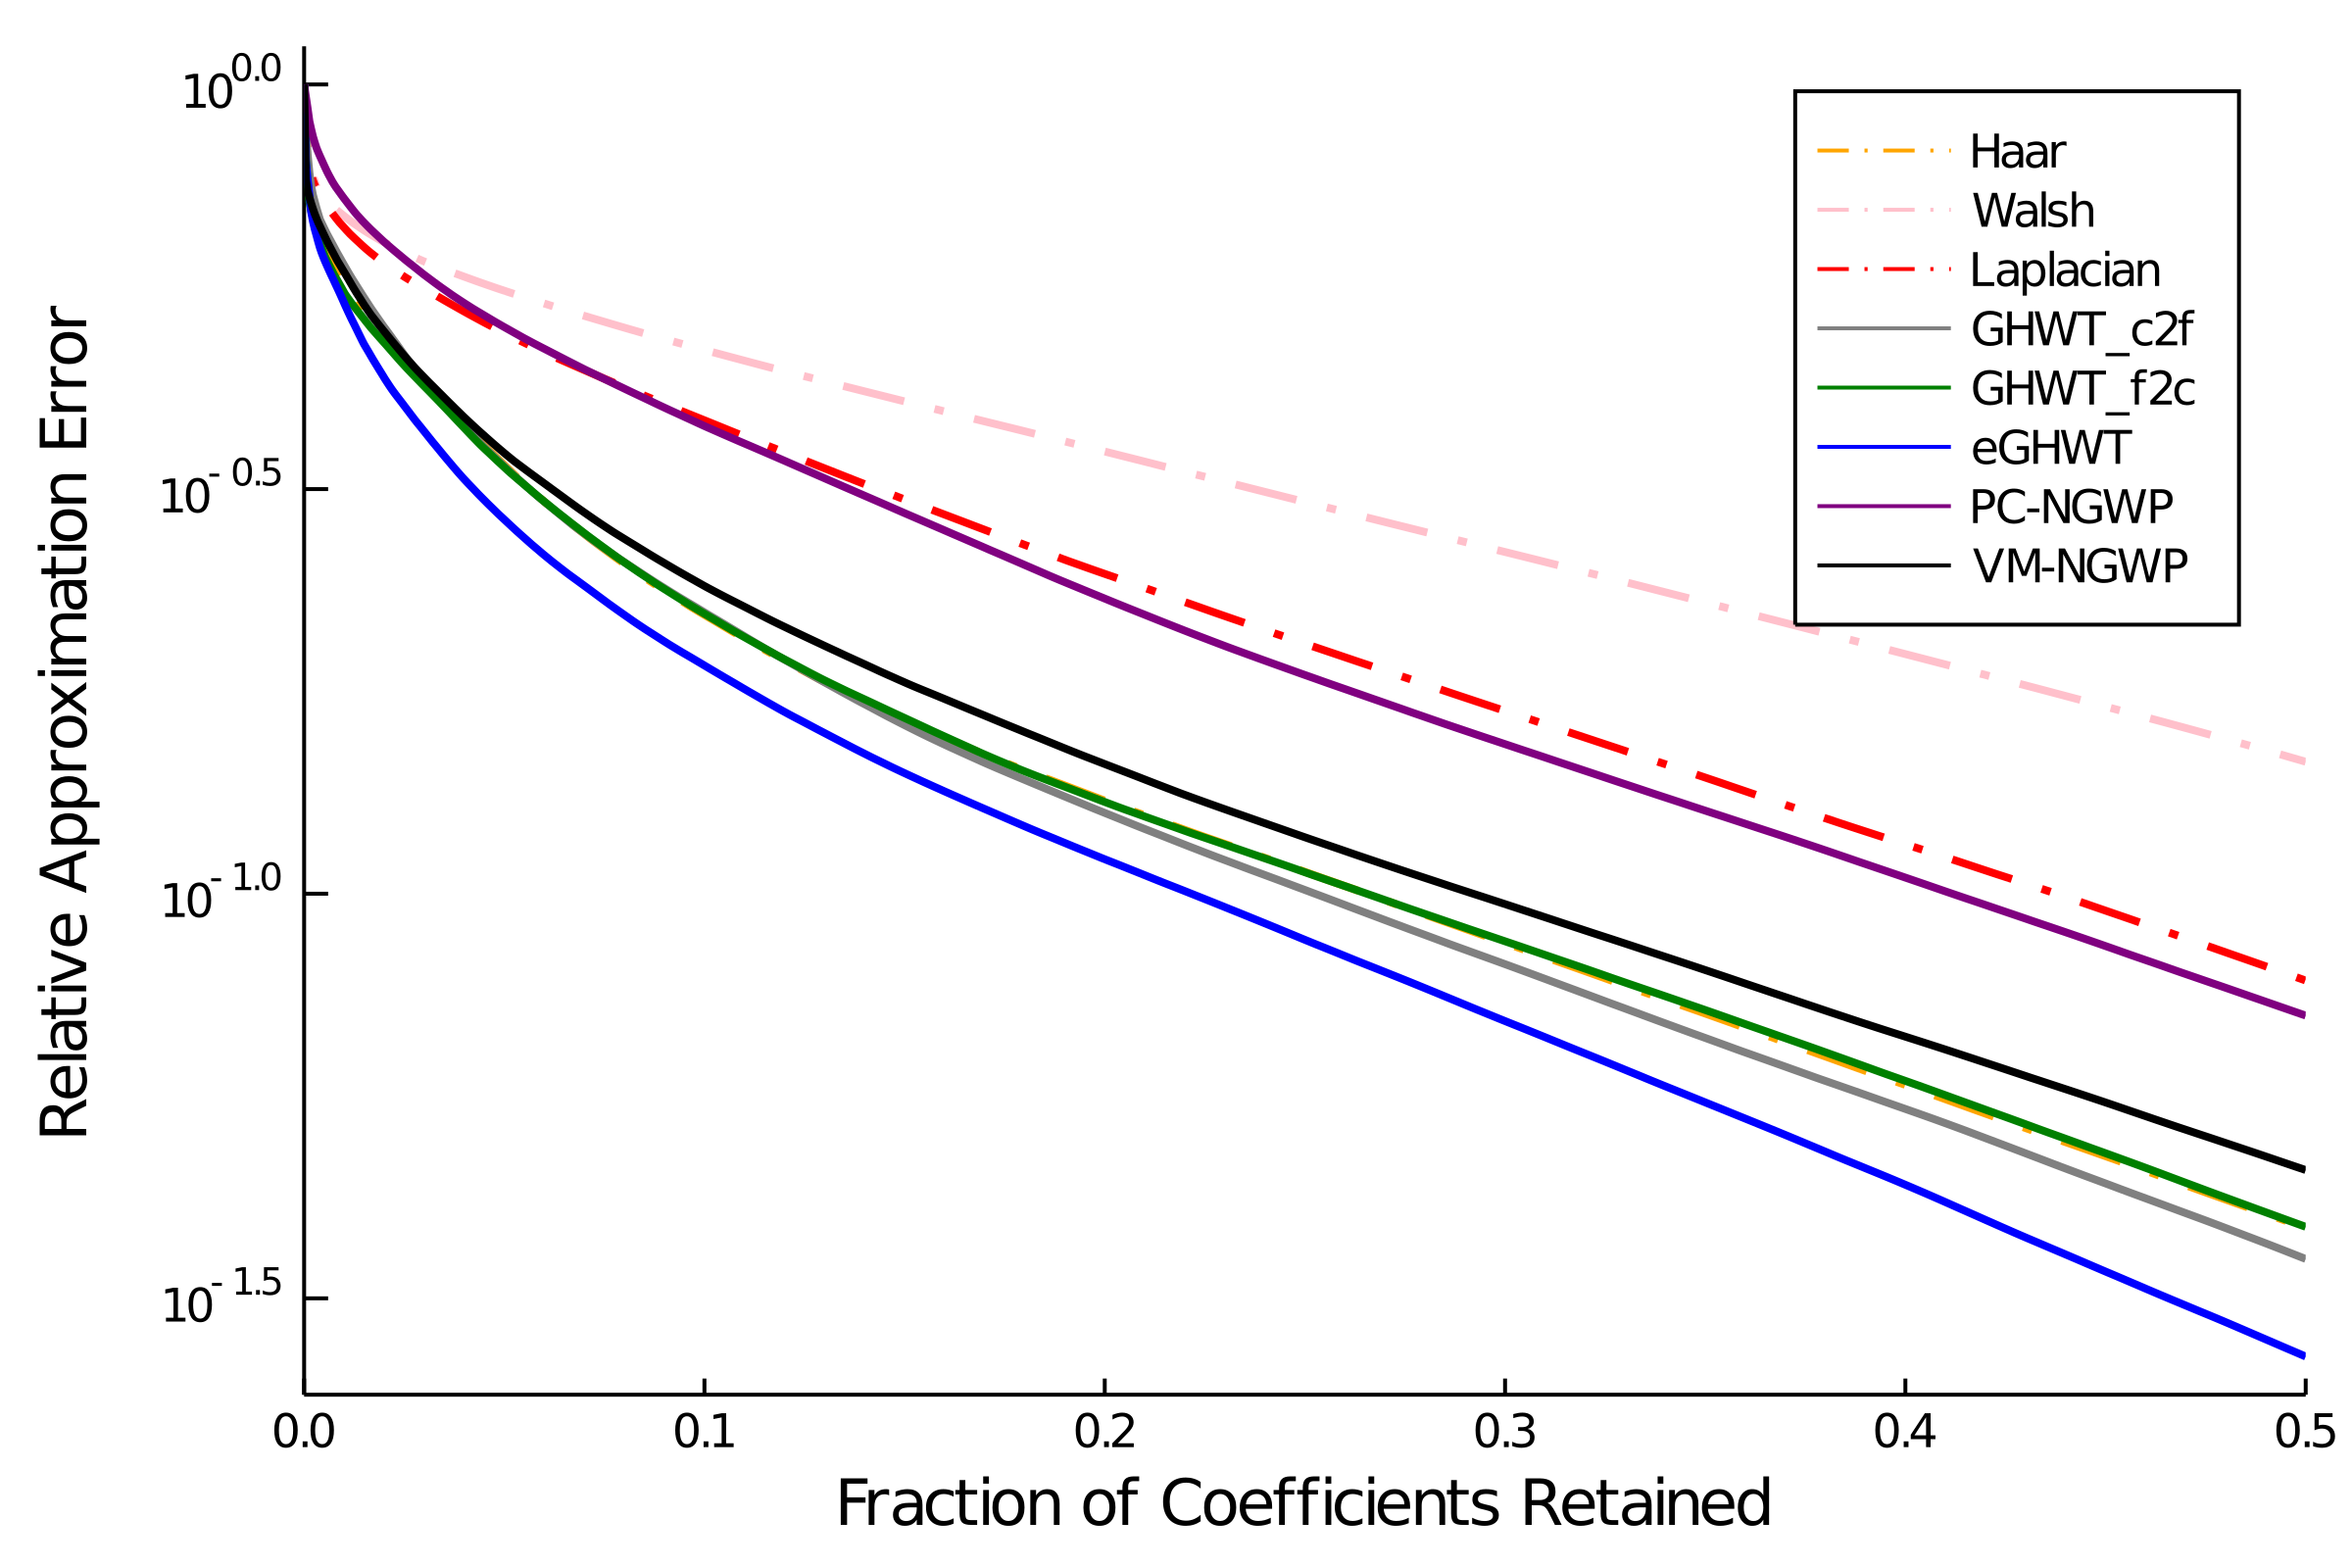 Relative Approximation Error
10^0.0
10^- 0.5
10^- 1.0
10^- 1.5
Haar
Walsh
Laplacian
GHWT_c2f
GHWT_f2c
eGHWT
PC-NGWP
VM-NGWP
0.0 0.1 0.2 0.3 0.4 0.5
Fraction of Coefficients Retained